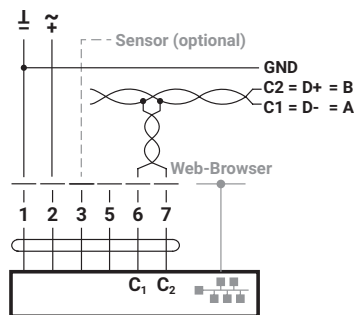 ⊥ ~
= +
Sensor (optional)
GND
C2 = D+ = B
C1 = D- = A
Web-Browser
1 2 3 5 6 7
C₁ C₂